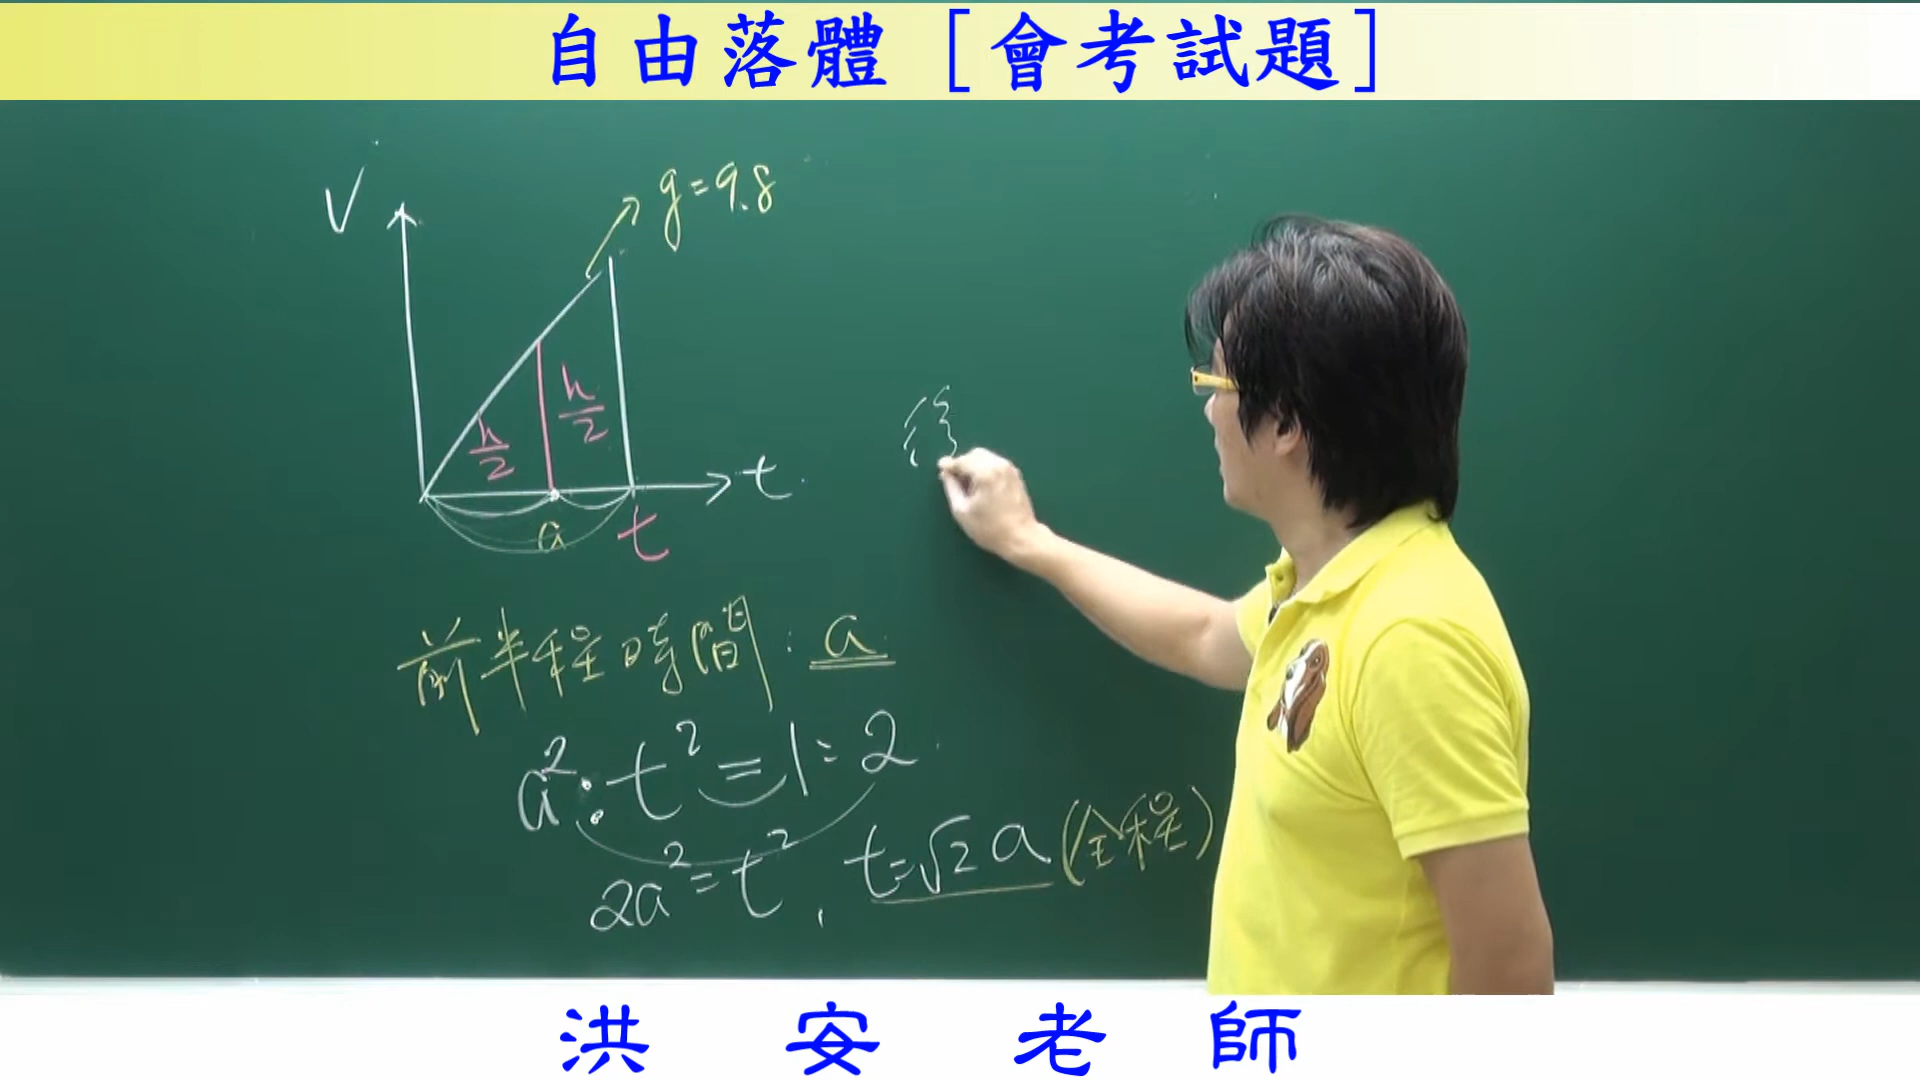 自由落體［會考試題］
V
g=9.8
h/2
h/2
t
a
t
後
前半程時間：a
a²:t²=1:2
2a²=t², t=√2a (全程)
洪安老師